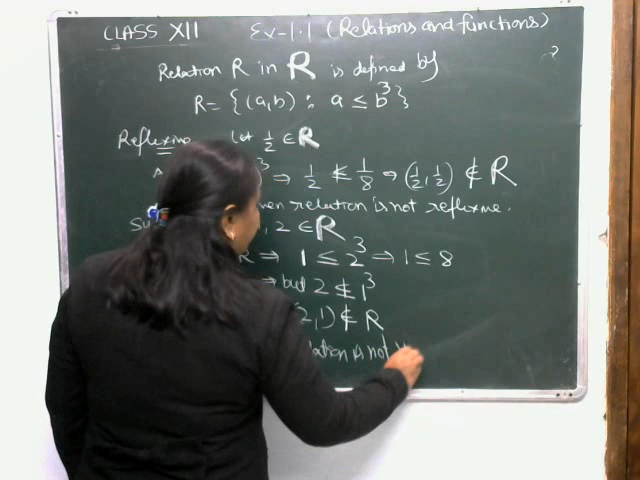 CLASS XII Ex-1.1 (Relations and functions)
Relation R in R is defined by
R = {(a,b) : a ≤ b³}
Reflexive Let 1/2 ∈ R
³ ⇒ 1/2 ≰ 1/8 ⇒ (1/2, 1/2) ∉ R
relation is not reflexive.
, 2 ∈ R
R ⇒ 1 ≤ 2³ ⇒ 1 ≤ 8
⇒ but 2 ≰ 1³
2,1) ∉ R
is not